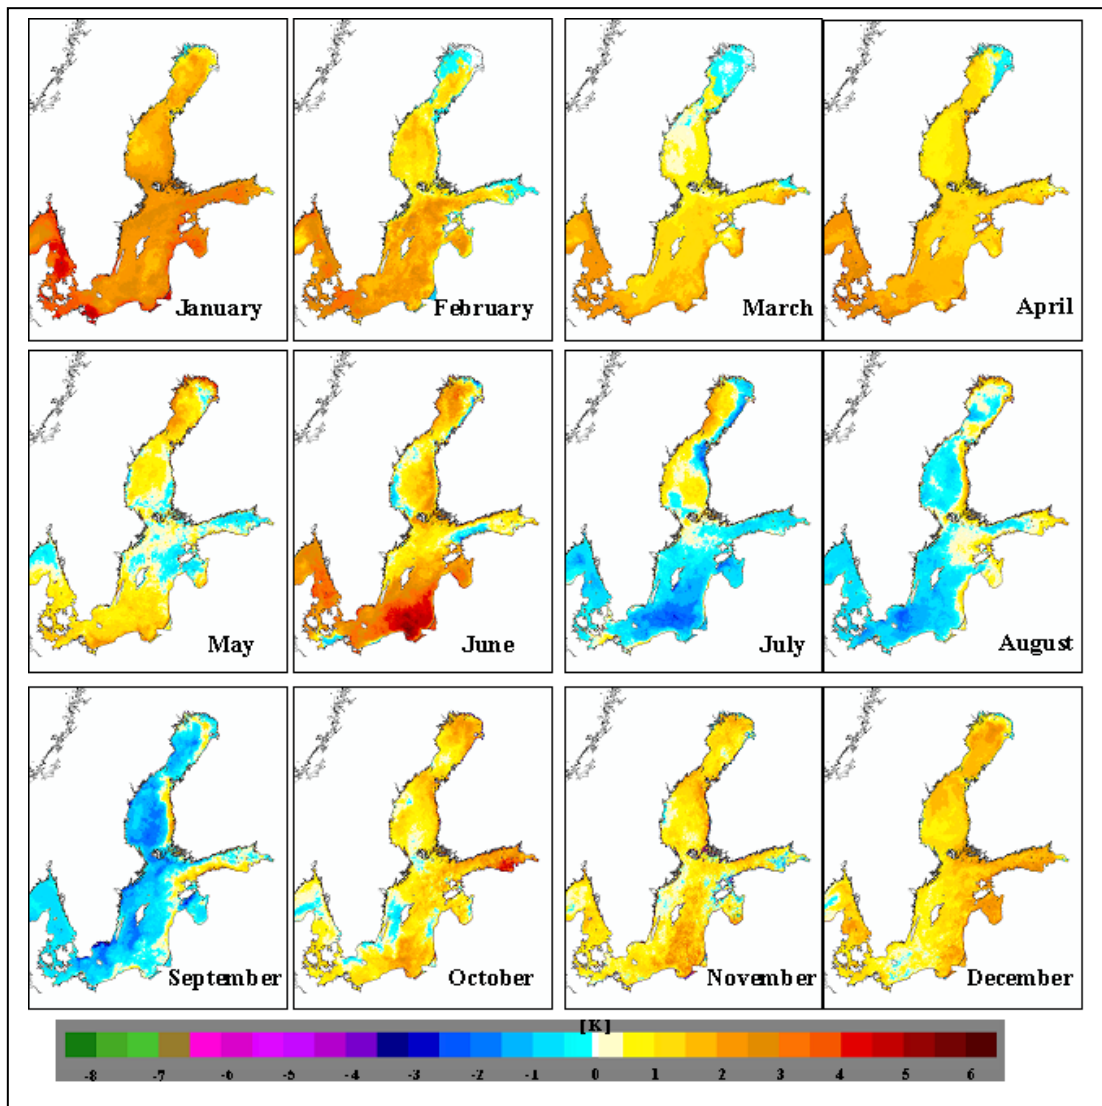 January February March April
May June July August
September October November December
[K]
-8 -7 -6 -5 -4 -3 -2 -1 0 1 2 3 4 5 6